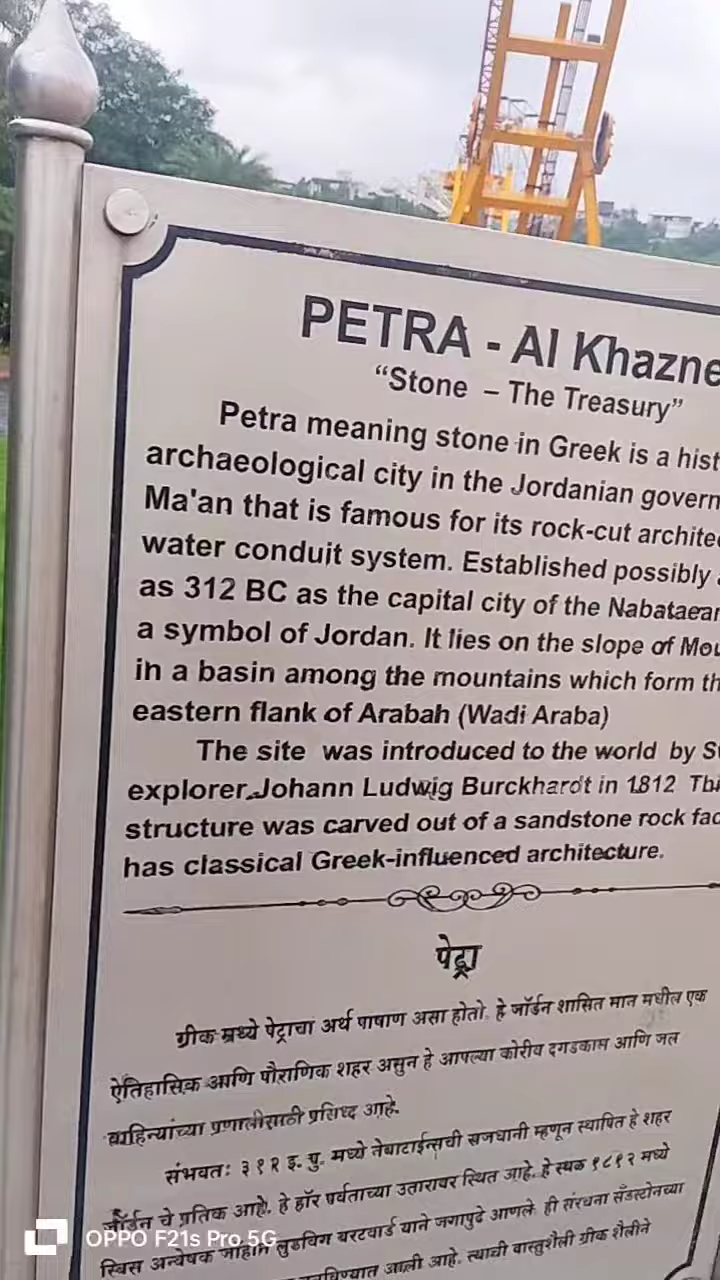 PETRA - Al Khazne
“Stone – The Treasury”
Petra meaning stone in Greek is a hist
archaeological city in the Jordanian govern
Ma'an that is famous for its rock-cut archite
water conduit system. Established possibly
as 312 BC as the capital city of the Nabataean
a symbol of Jordan. It lies on the slope of Mou
in a basin among the mountains which form th
eastern flank of Arabah (Wadi Araba)
The site was introduced to the world by Sw
explorer Johann Ludwig Burckhardt in 1812 Thi
structure was carved out of a sandstone rock fac
has classical Greek-influenced architecture.
पेट्रा
ग्रीक मध्ये पेट्राचा अर्थ पाषाण असा होतो. हे जॉर्डन शासित मान मधील एक
ऐतिहासिक आणि पौराणिक शहर असुन हे आपल्या कोरीव दगडकाम आणि जल
वाहिन्यांच्या प्रणालीसाठी प्रसिध्द आहे.
संभवतः ३१२ इ. पु. मध्ये नेबाटाईन्सची राजधानी म्हणून स्थापित हे शहर
जॉर्डन चे प्रतिक आहे. हे हॉर पर्वताच्या उतारावर स्थित आहे. हे स्थळ १८१२ मध्ये
स्विस अन्वेषक जोहान लुडविग बरटवार्ड याने जगापुढे आणले. ही संरचना सँडस्टोनच्या
आली आहे. त्याची वास्तुशैली ग्रीक शैलीने
OPPO F21s Pro 5G